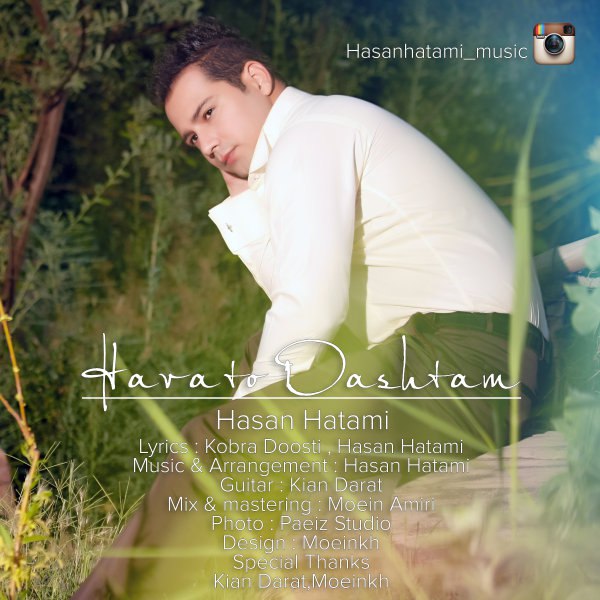 Hasanhatami_music
Havato Dashtam
Hasan Hatami
Lyrics : Kobra Doosti , Hasan Hatami
Music & Arrangement : Hasan Hatami
Guitar : Kian Darat
Mix & mastering : Moein Amiri
Photo : Paeiz Studio
Design : Moeinkh
Special Thanks
Kian Darat,Moeinkh